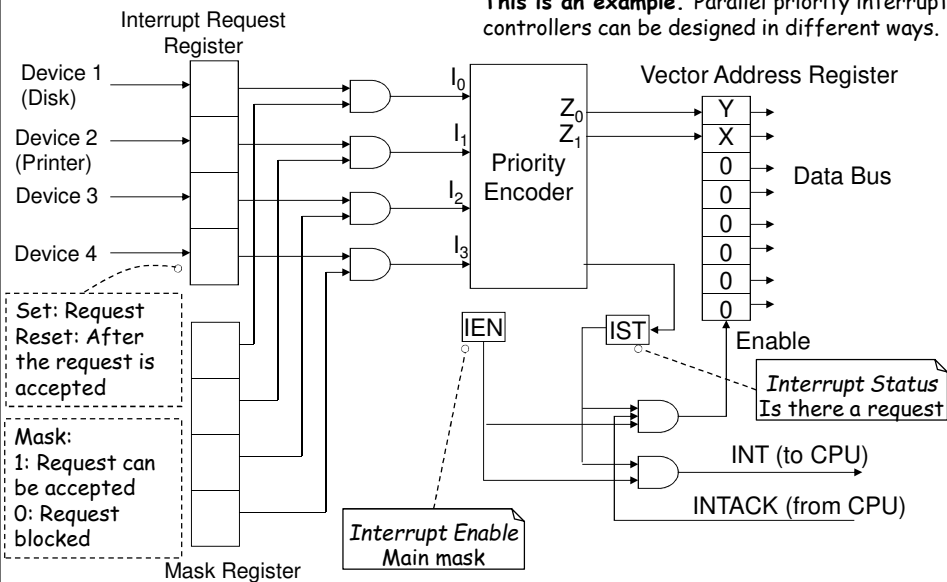 This is an example. Parallel priority interrupt
controllers can be designed in different ways.
Interrupt Request
Register
Device 1
(Disk)
Device 2
(Printer)
Device 3
Device 4
I0
I1
I2
I3
Z0
Z1
Priority
Encoder
Vector Address Register
Y
X
0
0
0
0
0
0
Data Bus
Set: Request
Reset: After
the request is
accepted
Mask:
1: Request can
be accepted
0: Request
blocked
Mask Register
IEN
IST
Enable
Interrupt Status
Is there a request
Interrupt Enable
Main mask
INT (to CPU)
INTACK (from CPU)